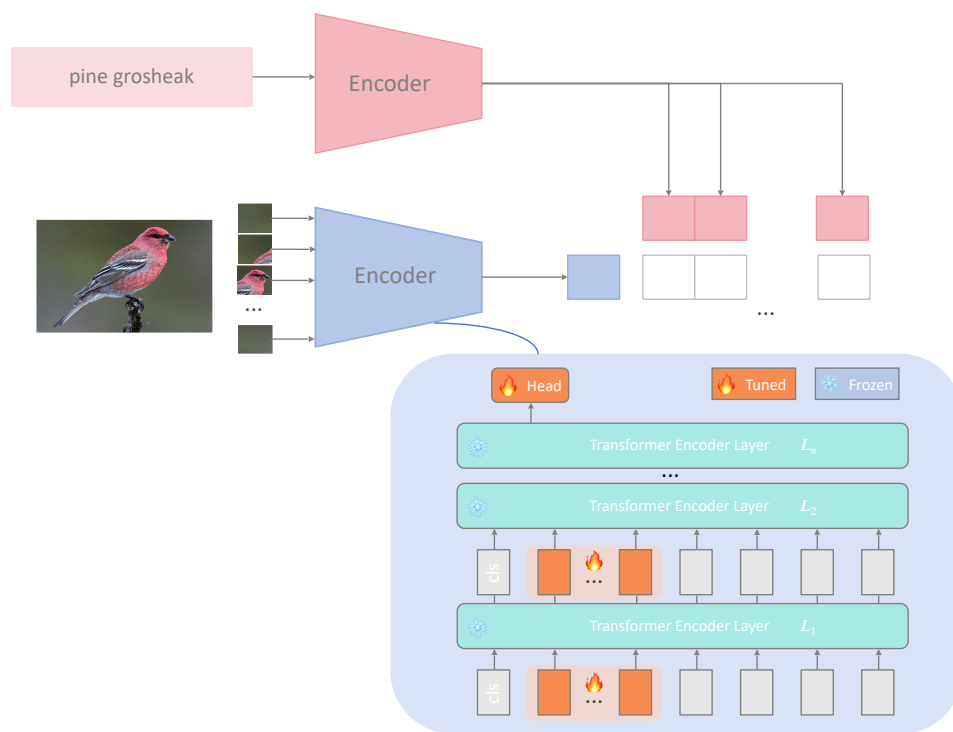 pine grosheak
Encoder
Encoder
...
...
Head
Tuned
Frozen
Transformer Encoder Layer Lₙ
...
Transformer Encoder Layer L₂
cls
...
Transformer Encoder Layer L₁
cls
...